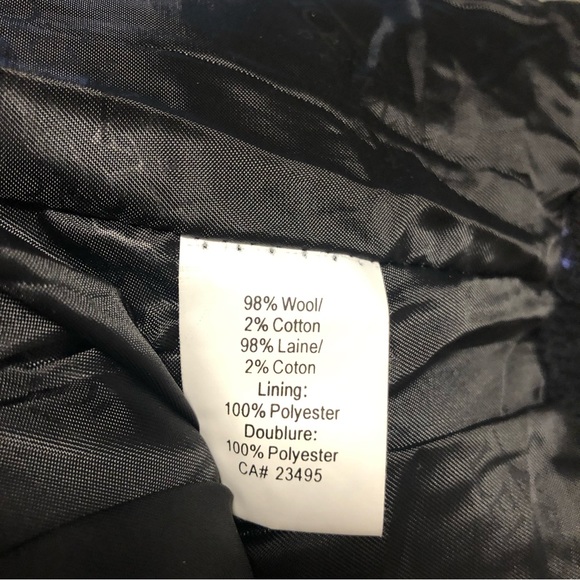 98% Wool/
2% Cotton
98% Laine/
2% Coton
Lining:
100% Polyester
Doublure:
100% Polyester
CA# 23495